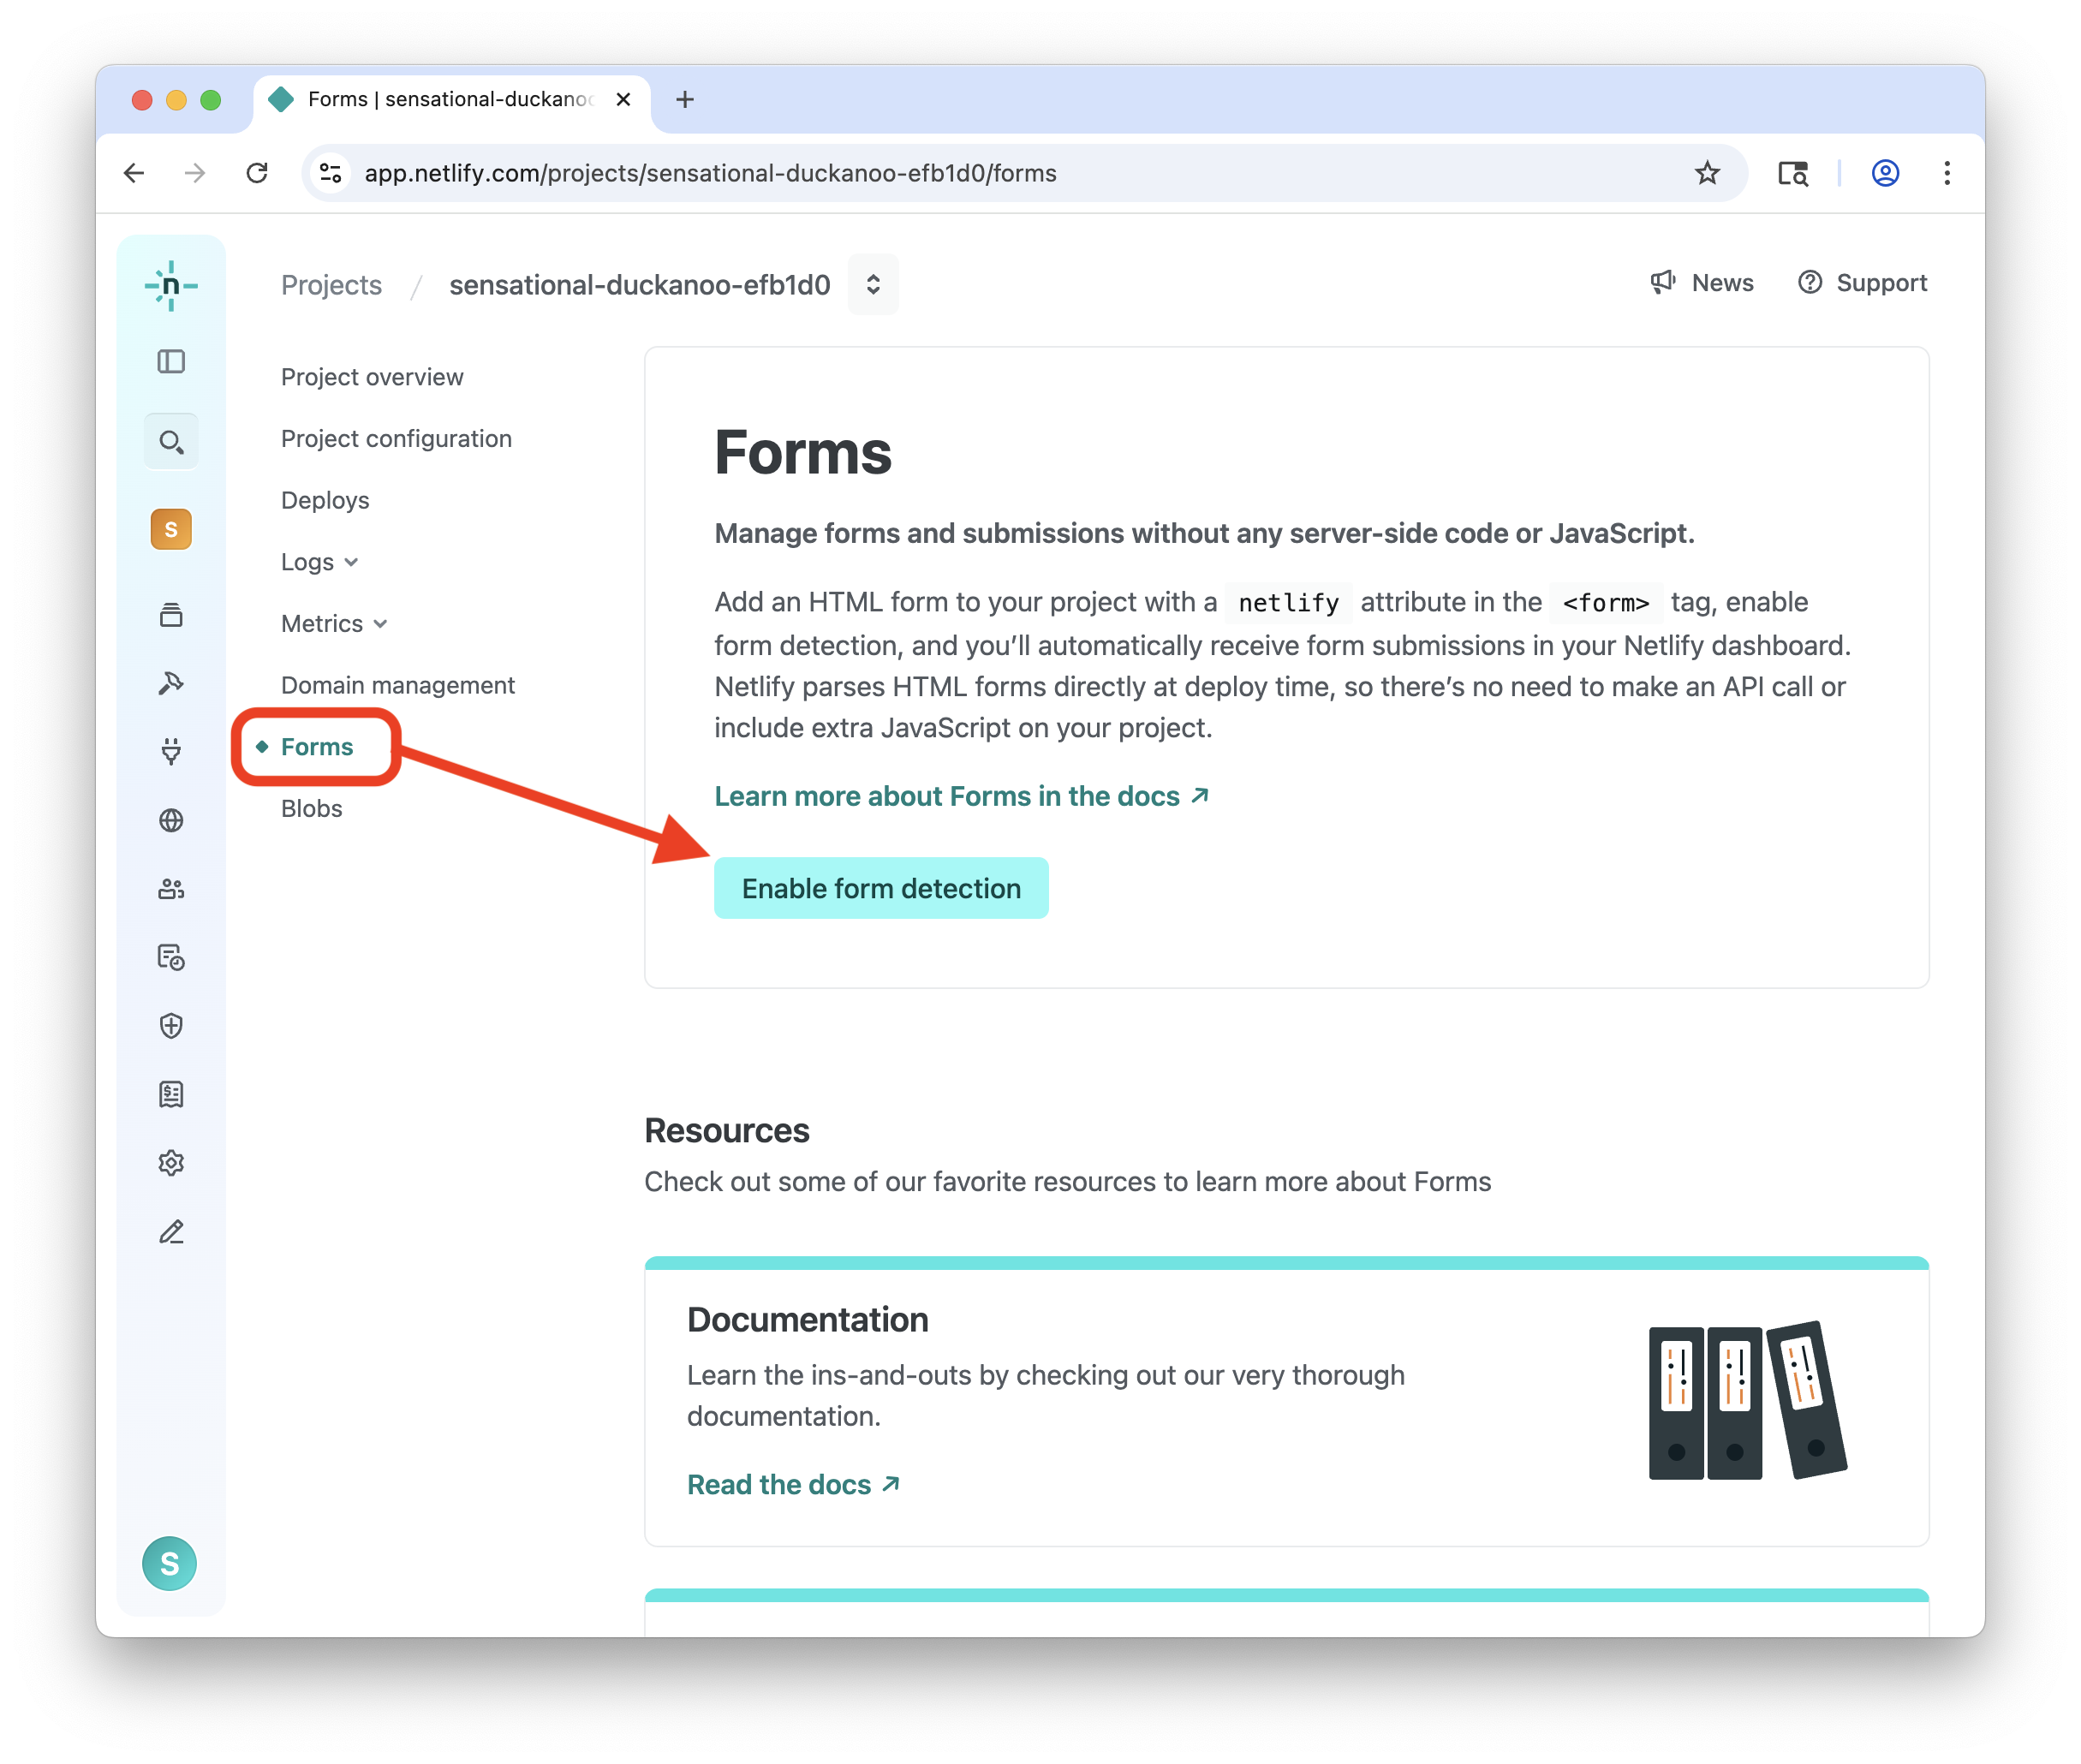 Forms | sensational-duckanoo
app.netlify.com/projects/sensational-duckanoo-efb1d0/forms
n
Projects / sensational-duckanoo-efb1d0
News
Support
S
Project overview
Project configuration
Deploys
Logs
Metrics
Domain management
Forms
Blobs
Forms
Manage forms and submissions without any server-side code or JavaScript.
Add an HTML form to your project with a netlify attribute in the <form> tag, enable
form detection, and you’ll automatically receive form submissions in your Netlify dashboard.
Netlify parses HTML forms directly at deploy time, so there’s no need to make an API call or
include extra JavaScript on your project.
Learn more about Forms in the docs
Enable form detection
Resources
Check out some of our favorite resources to learn more about Forms
Documentation
Learn the ins-and-outs by checking out our very thorough
documentation.
Read the docs
S